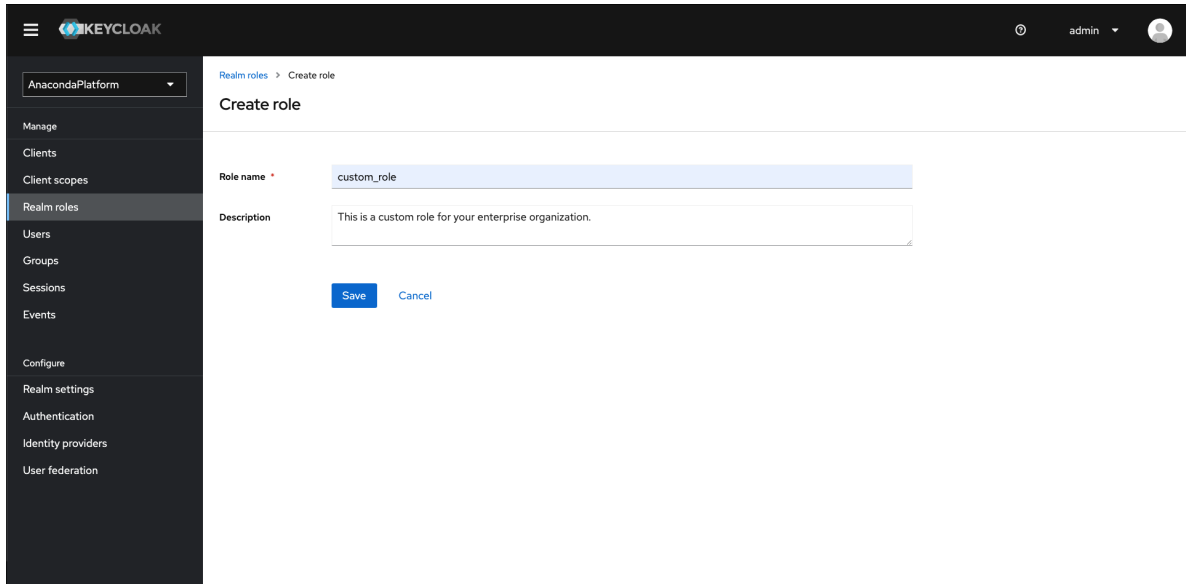 KEYCLOAK
admin
AnacondaPlatform
Manage
Clients
Client scopes
Realm roles
Users
Groups
Sessions
Events
Configure
Realm settings
Authentication
Identity providers
User federation
Realm roles > Create role
Create role
Role name *
custom_role
Description
This is a custom role for your enterprise organization.
Save Cancel